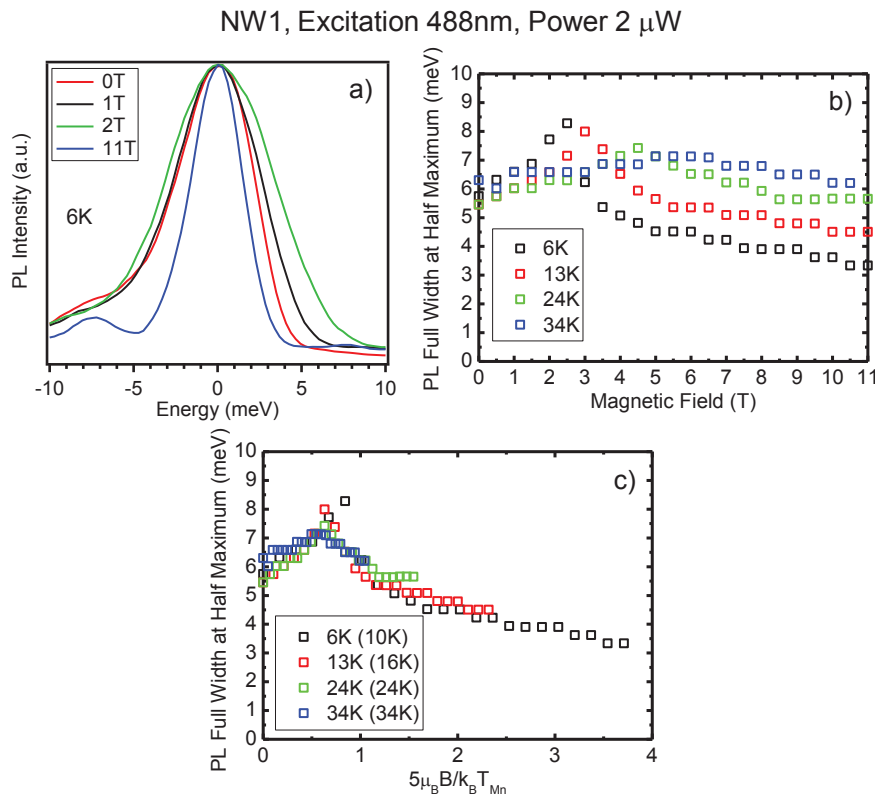 NW1, Excitation 488nm, Power 2 μW
a)
0T
1T
2T
11T
6K
PL Intensity (a.u.)
-10 -5 0 5 10
Energy (meV)
b)
PL Full Width at Half Maximum (meV)
10
9
8
7
6
5
4
3
2
1
0
6K
13K
24K
34K
0 1 2 3 4 5 6 7 8 9 10 11
Magnetic Field (T)
c)
PL Full Width at Half Maximum (meV)
10
9
8
7
6
5
4
3
2
1
0
6K (10K)
13K (16K)
24K (24K)
34K (34K)
0 1 2 3 4
5μ_BB/k_BT_Mn